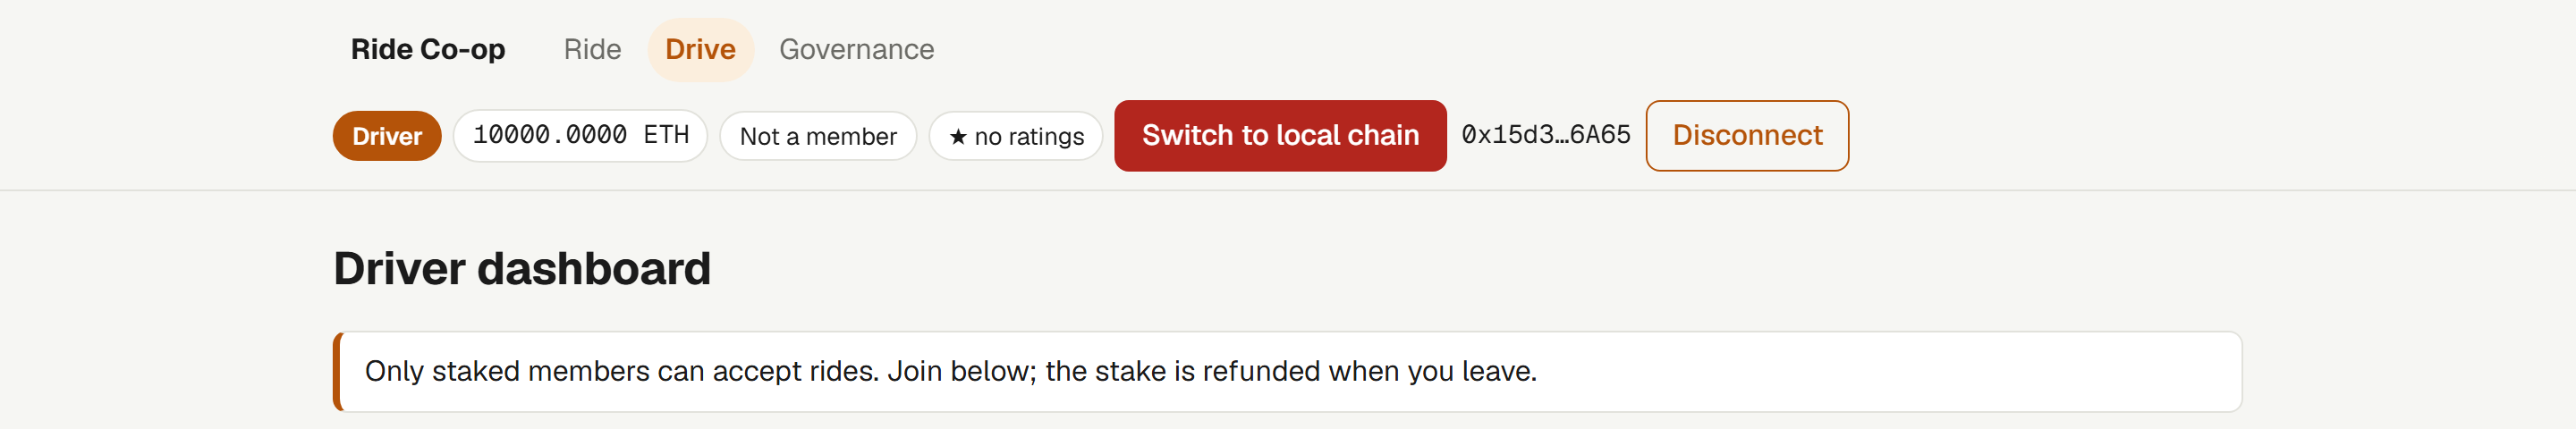 Ride Co-op Ride Drive Governance
Driver 10000.0000 ETH Not a member ★ no ratings Switch to local chain 0x15d3…6A65 Disconnect
Driver dashboard
Only staked members can accept rides. Join below; the stake is refunded when you leave.